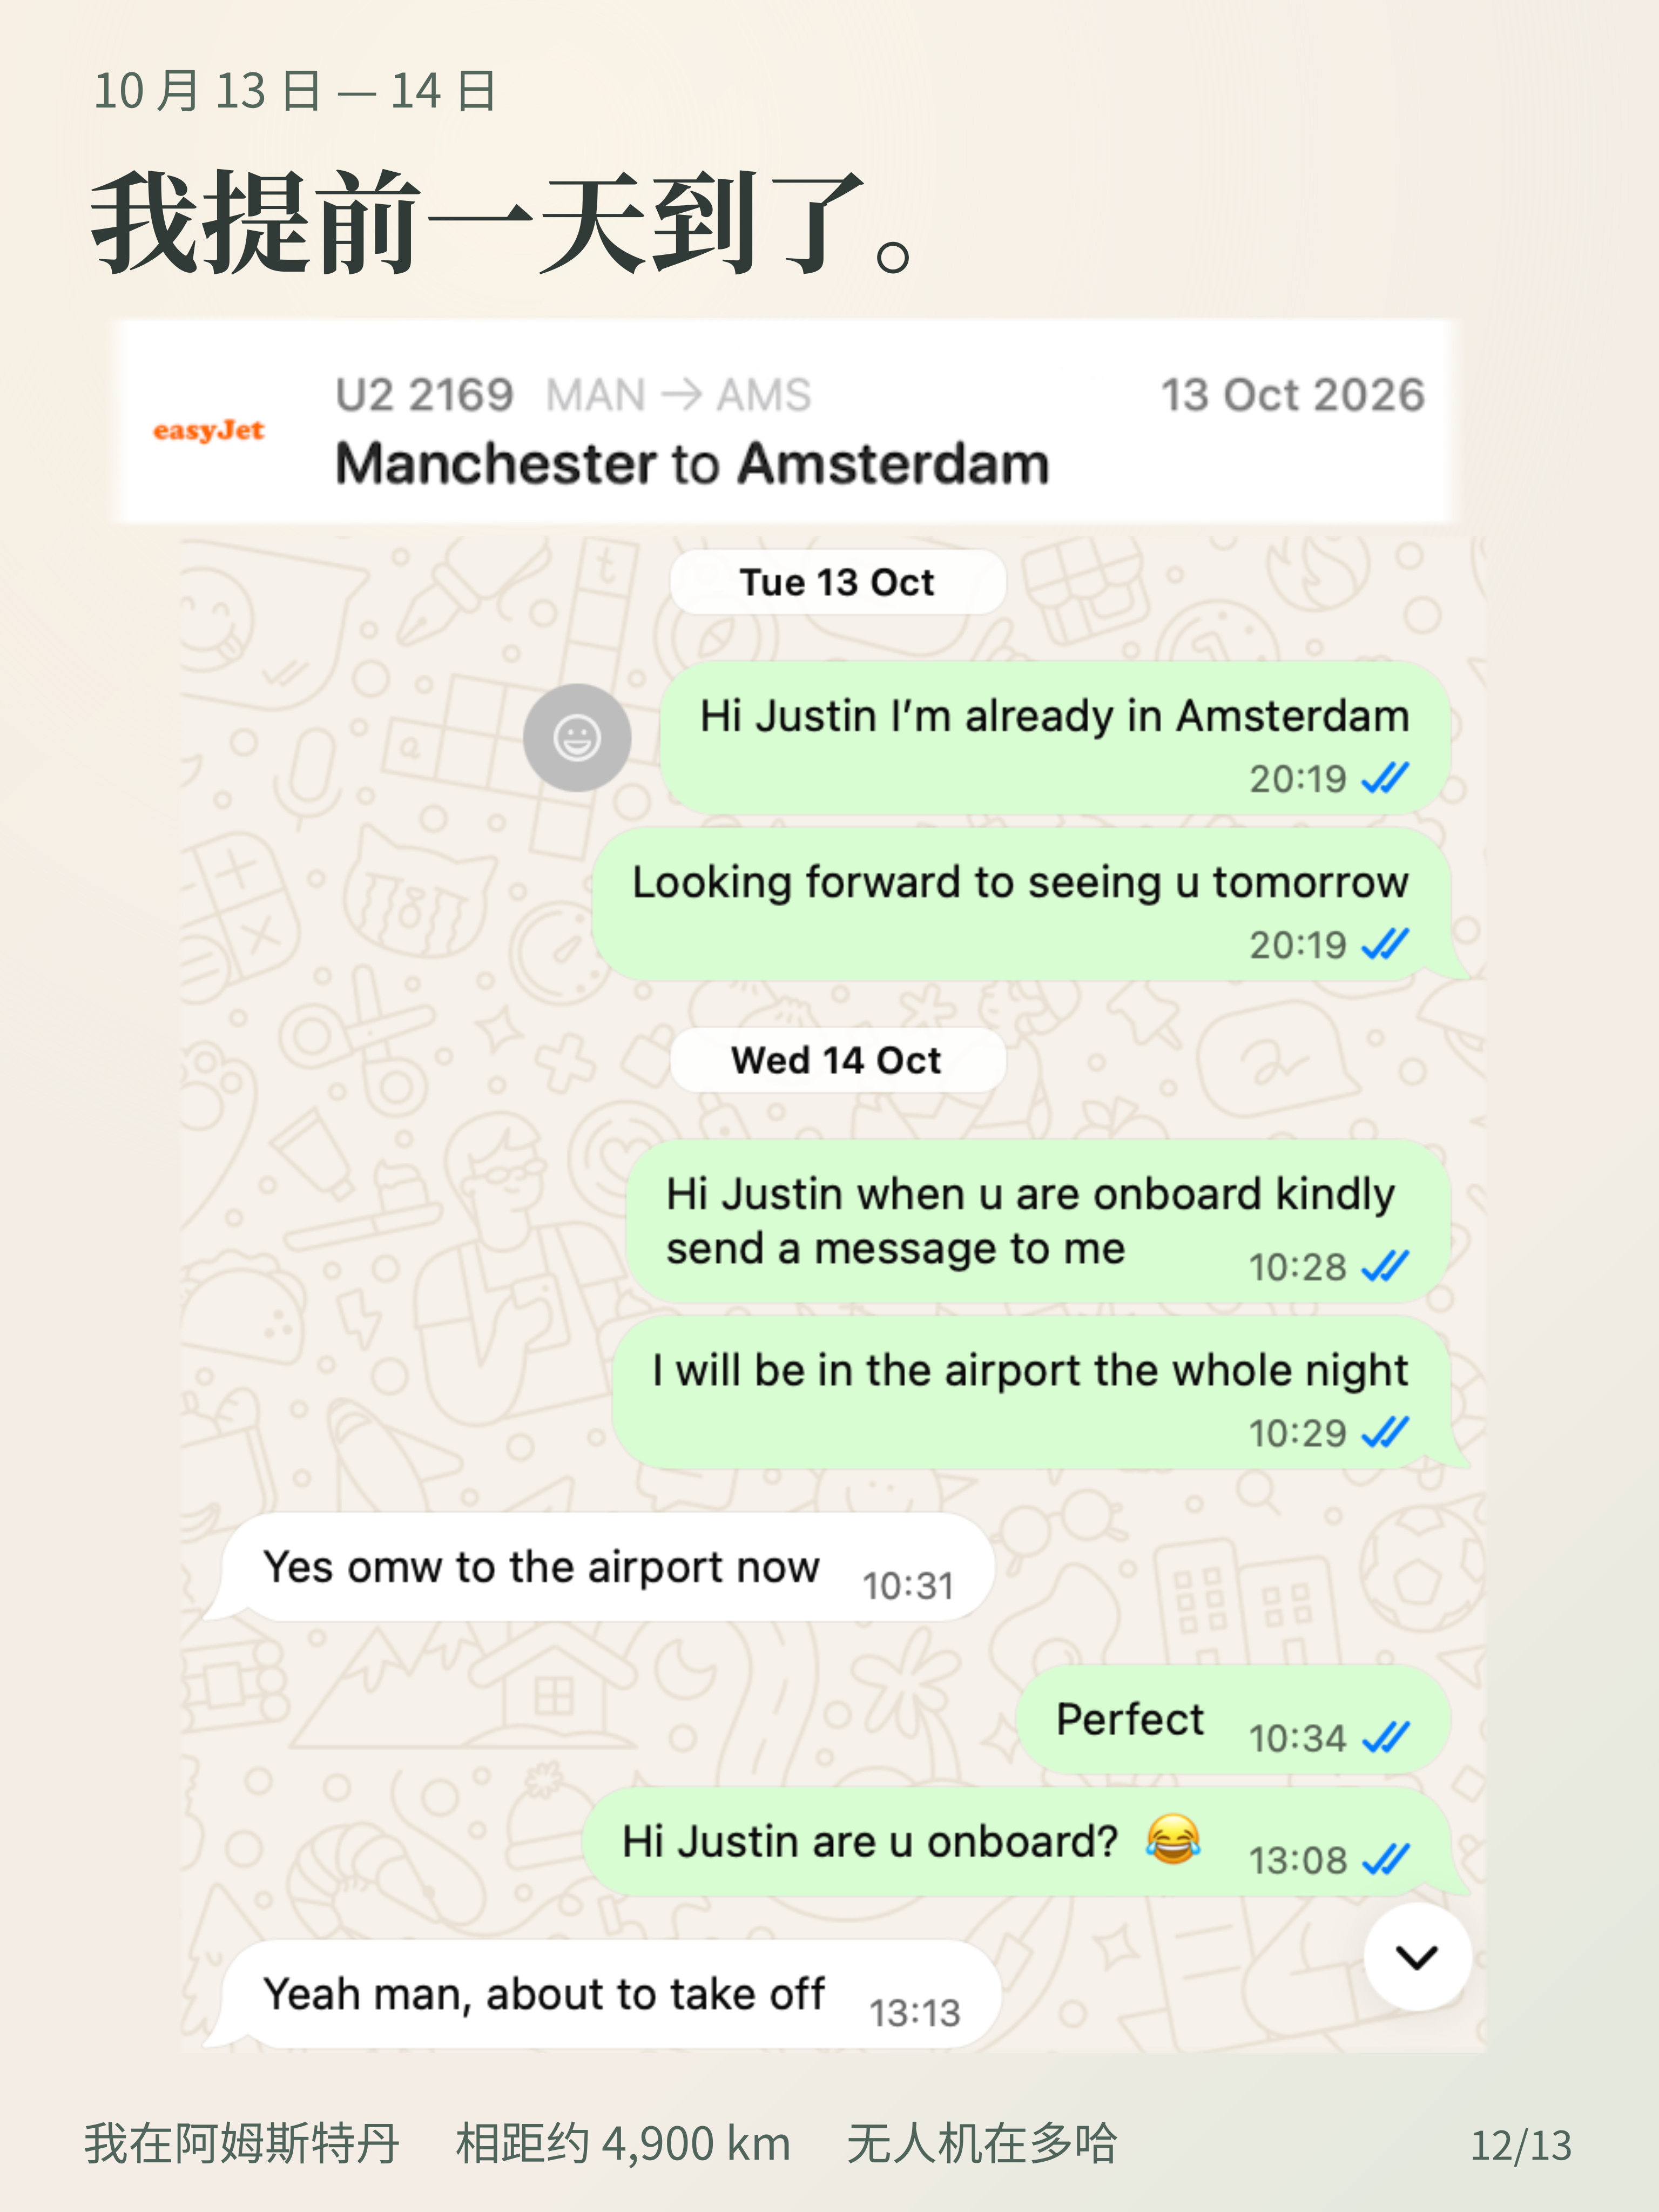 10 月 13 日 — 14 日
我提前一天到了。
U2 2169 MAN → AMS 13 Oct 2026
easyJet
Manchester to Amsterdam
Tue 13 Oct
Hi Justin I’m already in Amsterdam
20:19
Looking forward to seeing u tomorrow
20:19
Wed 14 Oct
Hi Justin when u are onboard kindly
send a message to me 10:28
I will be in the airport the whole night
10:29
Yes omw to the airport now 10:31
Perfect 10:34
Hi Justin are u onboard? 😂 13:08
Yeah man, about to take off 13:13
我在阿姆斯特丹 相距约 4,900 km 无人机在多哈 12/13